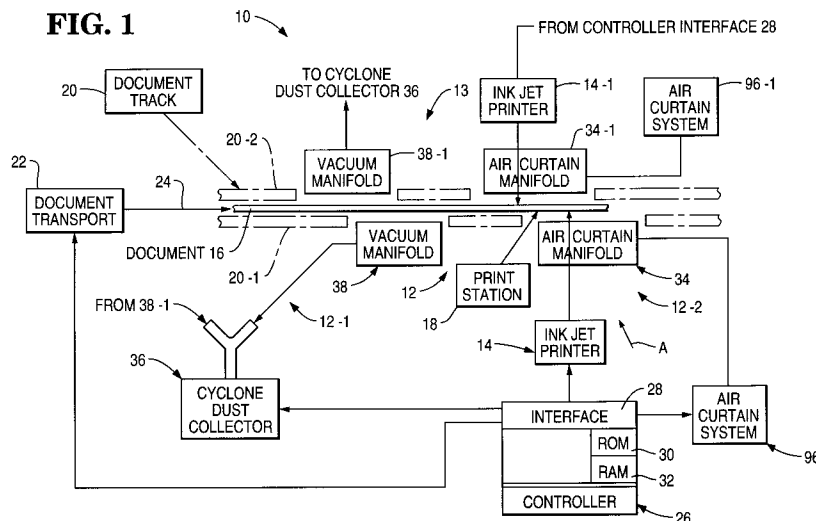 FIG. 1
10
FROM CONTROLLER INTERFACE 28
TO CYCLONE
DUST COLLECTOR 36
13
20
DOCUMENT
TRACK
INK JET
PRINTER
14-1
AIR
CURTAIN
SYSTEM
96-1
20-2
VACUUM
MANIFOLD
38-1
AIR CURTAIN
MANIFOLD
34-1
22
DOCUMENT
TRANSPORT
24
DOCUMENT 16
20-1
VACUUM
MANIFOLD
38
12
PRINT
STATION
18
AIR CURTAIN
MANIFOLD
34
12-2
FROM 38-1
12-1
14
INK JET
PRINTER
A
36
CYCLONE
DUST
COLLECTOR
28
INTERFACE
ROM
30
RAM
32
CONTROLLER
26
AIR
CURTAIN
SYSTEM
96